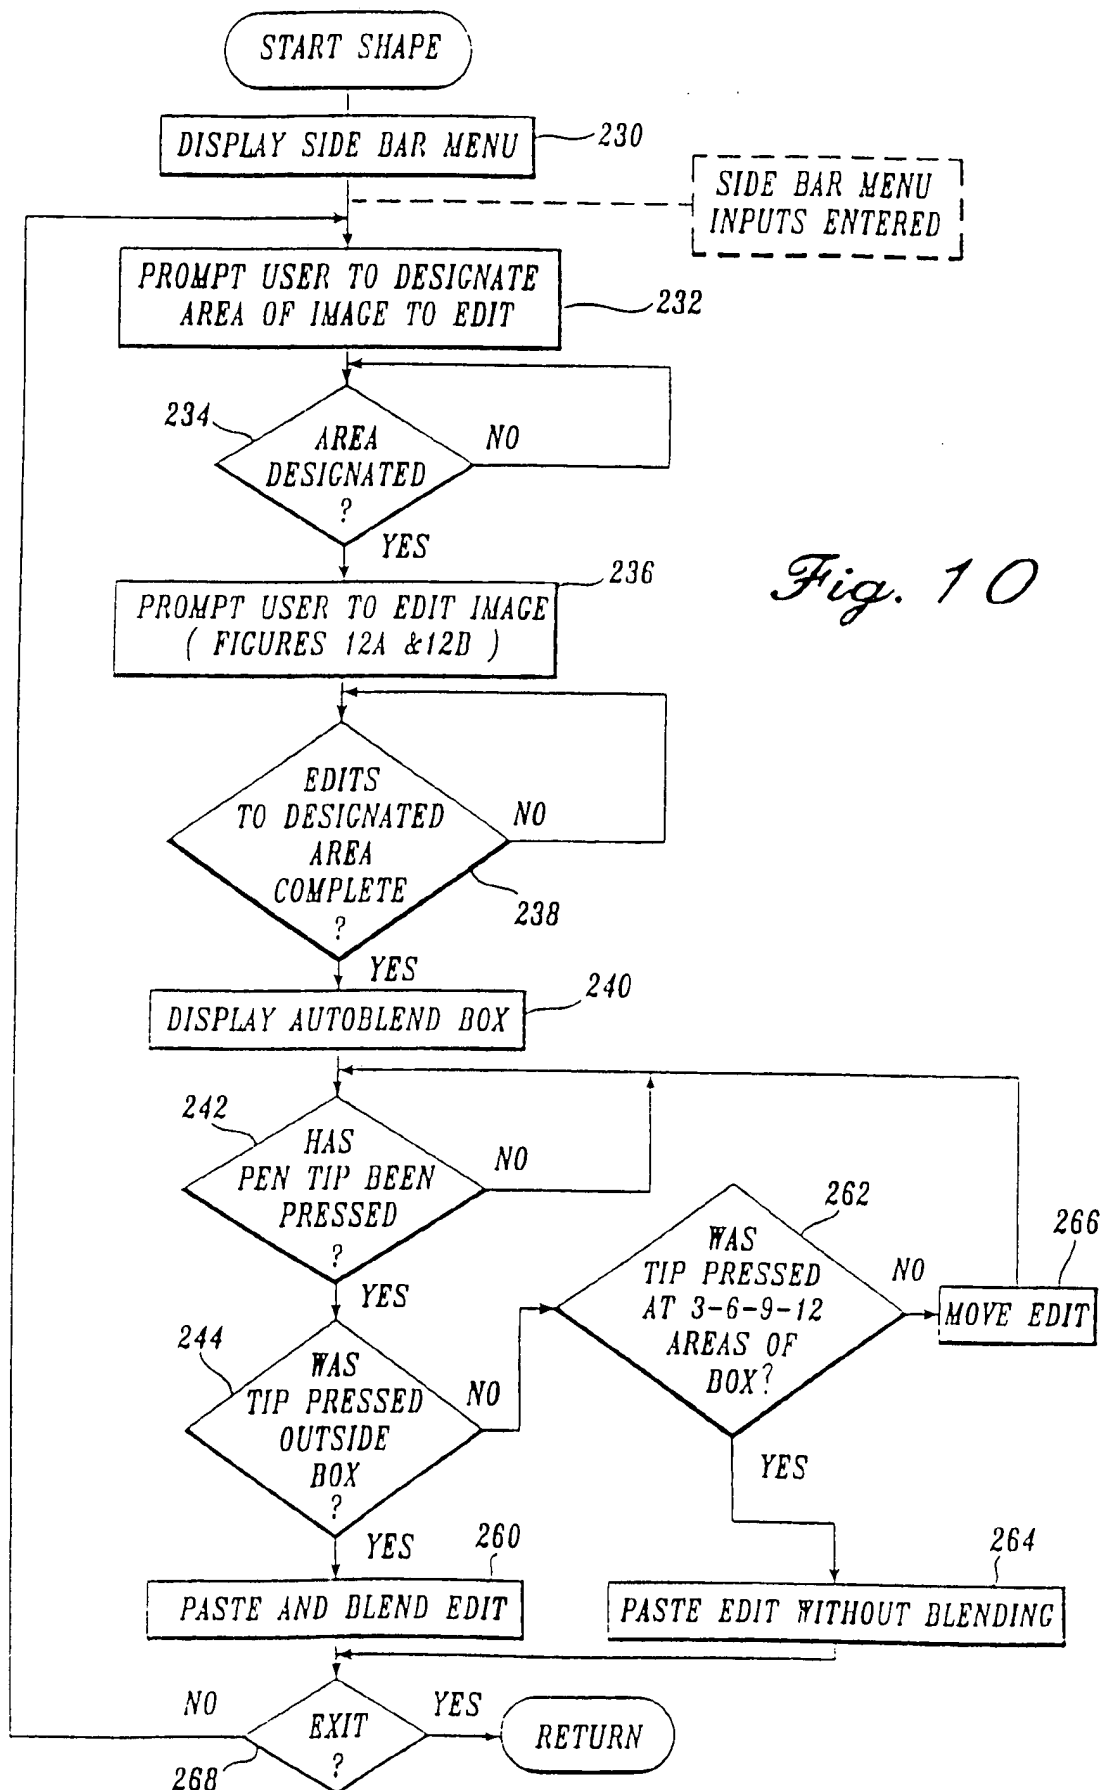 START SHAPE
DISPLAY SIDE BAR MENU
230
SIDE BAR MENU
INPUTS ENTERED
PROMPT USER TO DESIGNATE
AREA OF IMAGE TO EDIT
232
234
AREA
DESIGNATED
?
NO
YES
Fig. 10
236
PROMPT USER TO EDIT IMAGE
( FIGURES 12A &12B )
EDITS
TO DESIGNATED
AREA
COMPLETE
?
NO
238
YES
240
DISPLAY AUTOBLEND BOX
242
HAS
PEN TIP BEEN
PRESSED
?
NO
YES
262
WAS
TIP PRESSED
AT 3-6-9-12
AREAS OF
BOX?
NO
266
MOVE EDIT
244
WAS
TIP PRESSED
OUTSIDE
BOX
?
NO
YES
YES
260
PASTE AND BLEND EDIT
264
PASTE EDIT WITHOUT BLENDING
NO
EXIT
?
YES
RETURN
268